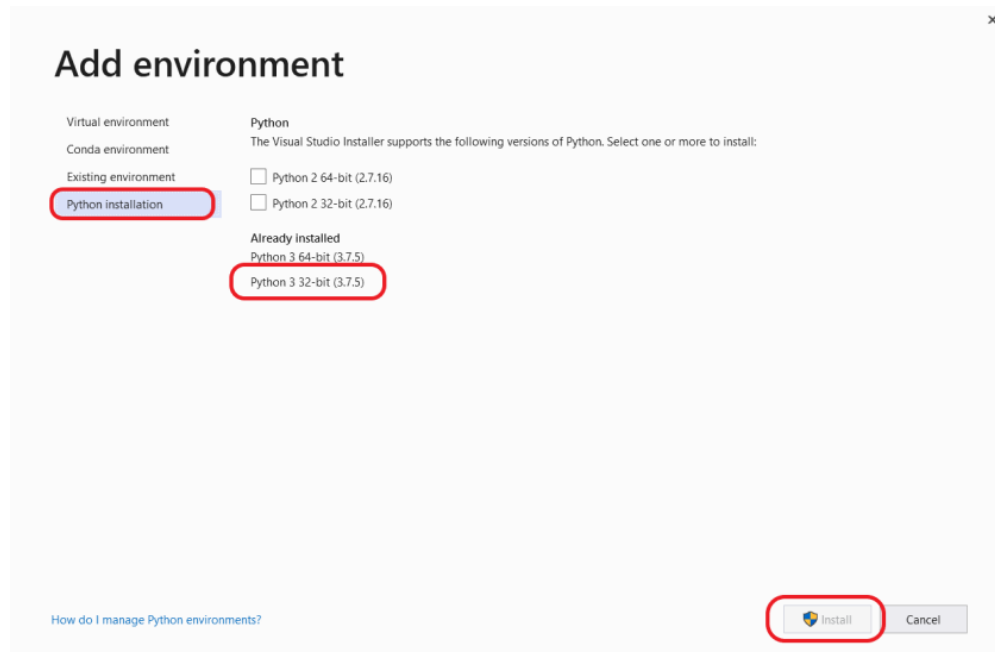 Add environment
Virtual environment
Conda environment
Existing environment
Python installation
Python
The Visual Studio Installer supports the following versions of Python. Select one or more to install:
Python 2 64-bit (2.7.16)
Python 2 32-bit (2.7.16)
Already installed
Python 3 64-bit (3.7.5)
Python 3 32-bit (3.7.5)
How do I manage Python environments?
Install
Cancel